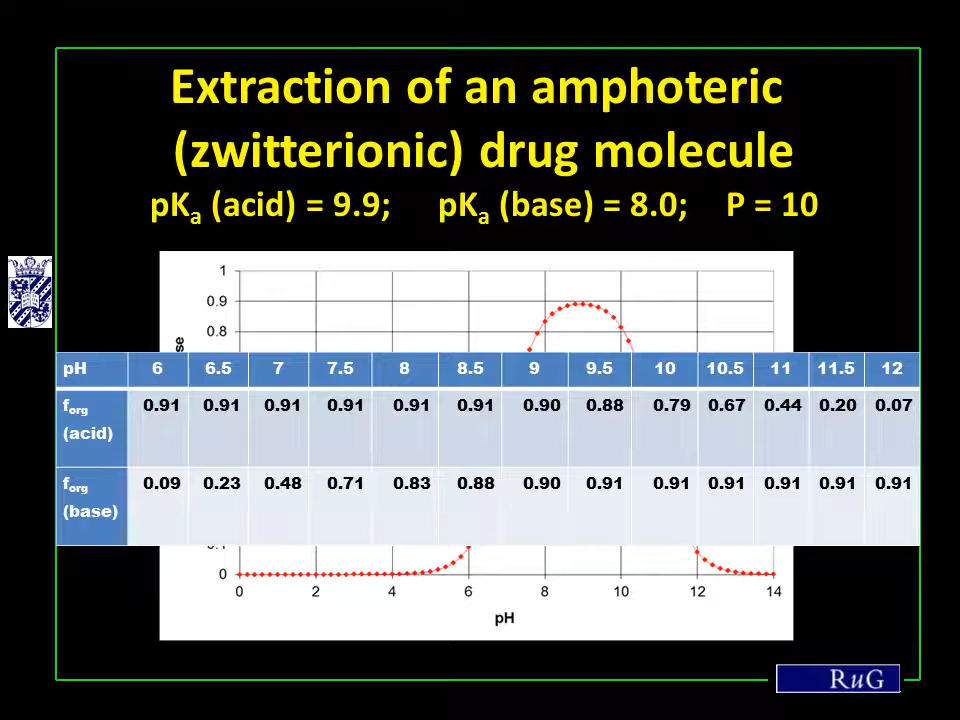 Extraction of an amphoteric
(zwitterionic) drug molecule
pKa (acid) = 9.9; pKa (base) = 8.0; P = 10
1
0.9
0.8
pH 6 6.5 7 7.5 8 8.5 9 9.5 10 10.5 11 11.5 12
forg (acid) 0.91 0.91 0.91 0.91 0.91 0.91 0.90 0.88 0.79 0.67 0.44 0.20 0.07
forg (base) 0.09 0.23 0.48 0.71 0.83 0.88 0.90 0.91 0.91 0.91 0.91 0.91 0.91
0
0 2 4 6 8 10 12 14
pH
RuG